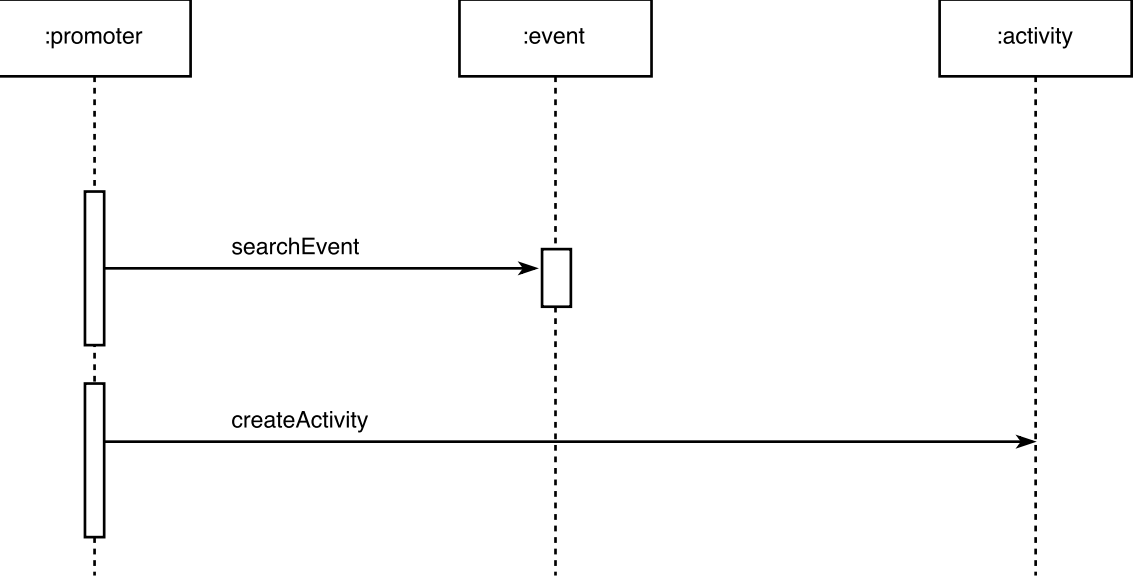 :promoter
:event
:activity
searchEvent
createActivity